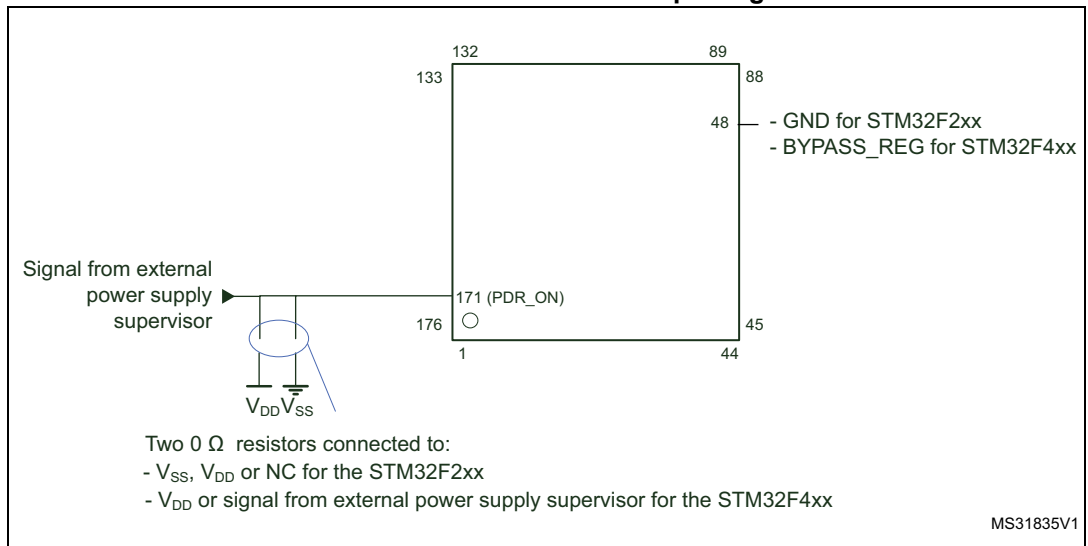 132
89
133
88
48
- GND for STM32F2xx
- BYPASS_REG for STM32F4xx
Signal from external
power supply
supervisor
171 (PDR_ON)
176
45
1
44
VDD VSS
Two 0 Ω resistors connected to:
- VSS, VDD or NC for the STM32F2xx
- VDD or signal from external power supply supervisor for the STM32F4xx
MS31835V1